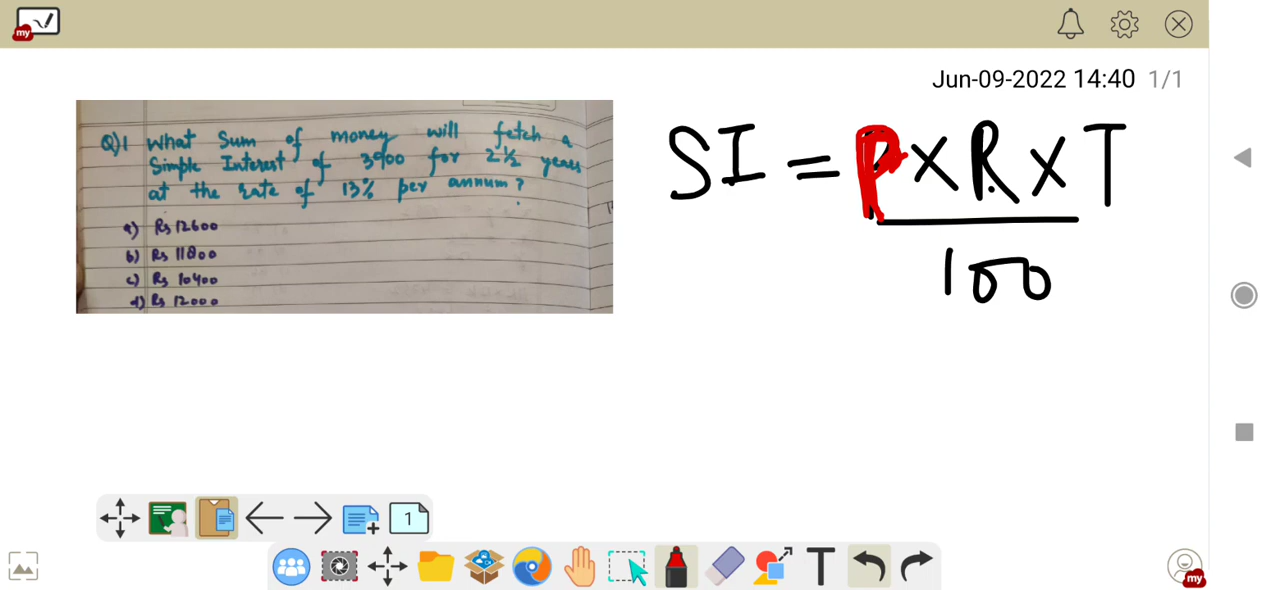 my
Jun-09-2022 14:40 1/1
Q)1 What Sum of money will fetch a
Simple Interest of 3900 for 2½ years
at the rate of 13% per annum?
a) Rs 12600
b) Rs 11800
c) Rs 10400
d) Rs 12000
SI = P × R × T
100
1
T
my